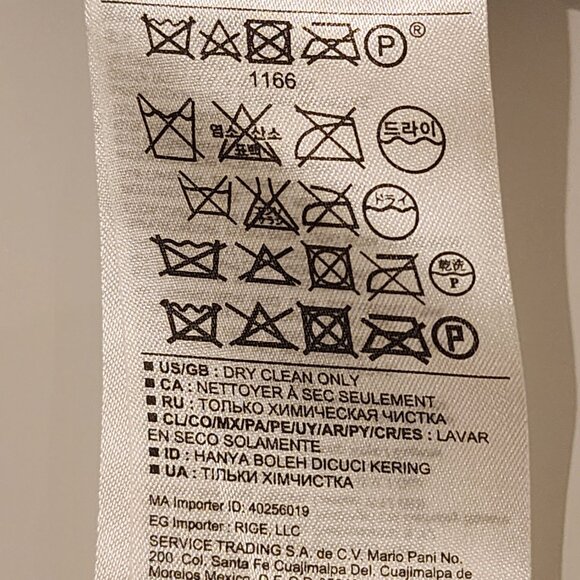 P®
1166
염소 산소
표백
드라이
ドライ
乾洗
P
P
US/GB : DRY CLEAN ONLY
CA : NETTOYER À SEC SEULEMENT
RU : ТОЛЬКО ХИМИЧЕСКАЯ ЧИСТКА
CL/CO/MX/PA/PE/UY/AR/PY/CR/ES : LAVAR
EN SECO SOLAMENTE
ID : HANYA BOLEH DICUCI KERING
UA : ТІЛЬКИ ХІМЧИСТКА
MA Importer ID: 40256019
EG Importer : RIGE, LLC
SERVICE TRADING S.A. de C.V. Mario Pani No.
200 Col. Santa Fe Cuajimalpa Del. Cuajimalpa de
Morelos Mexico